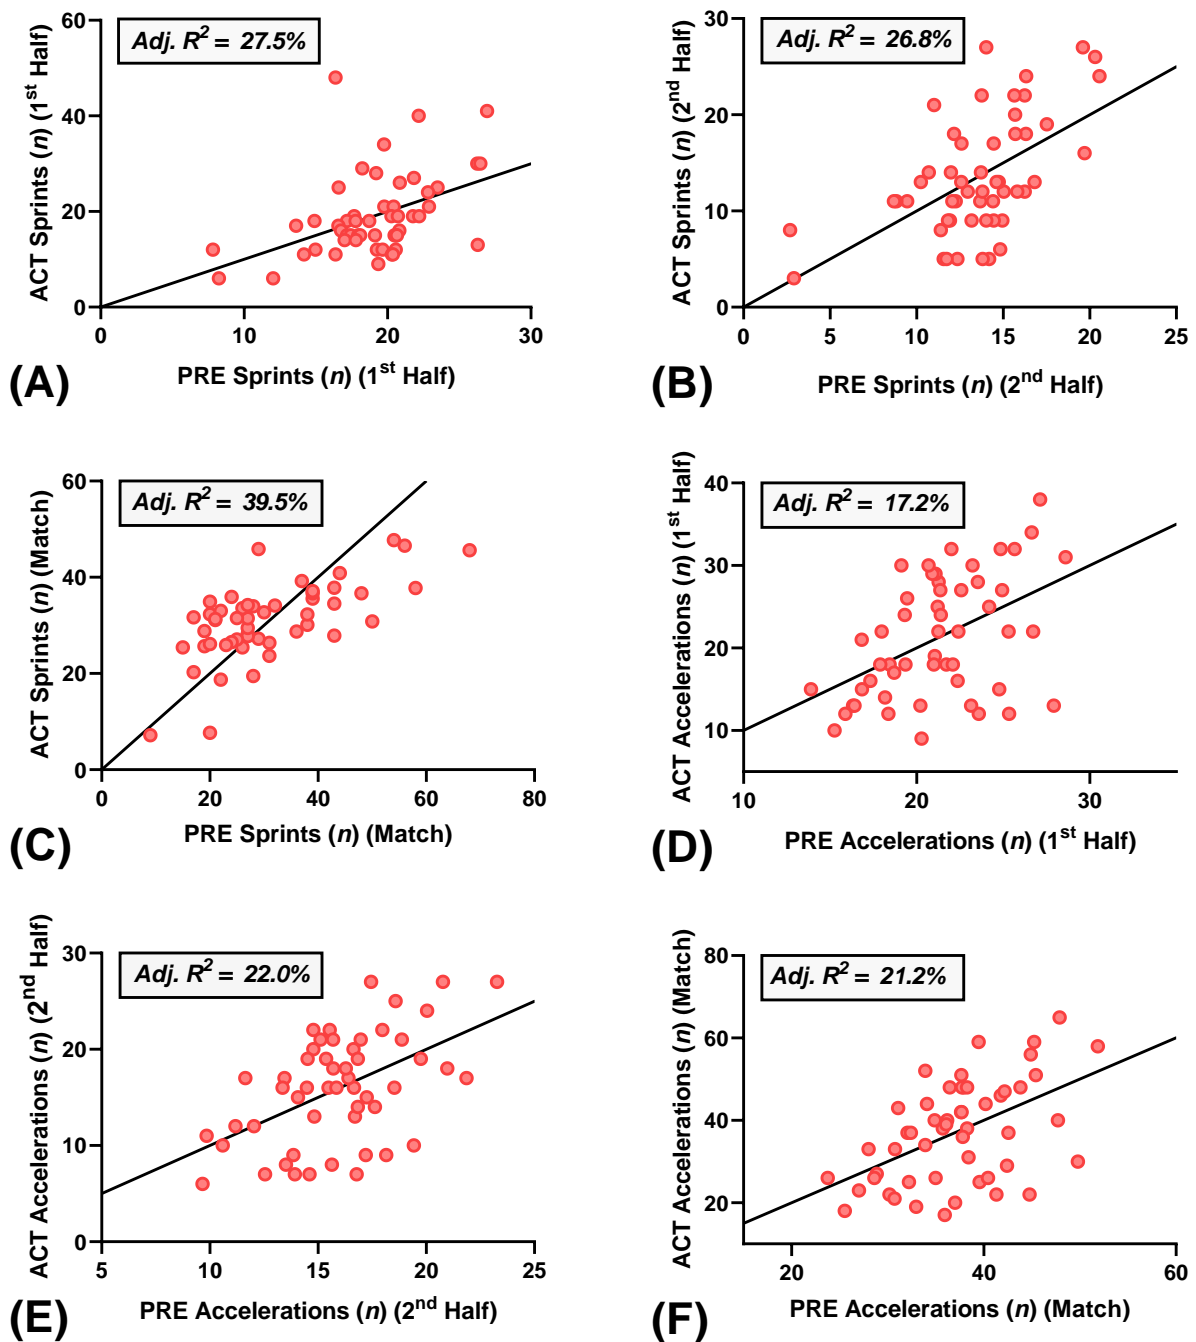 Adj. R² = 27.5%
ACT Sprints (n) (1st Half)
60
40
20
0
0 10 20 30
PRE Sprints (n) (1st Half)
(A)
Adj. R² = 26.8%
ACT Sprints (n) (2nd Half)
30
20
10
0
0 5 10 15 20 25
PRE Sprints (n) (2nd Half)
(B)
Adj. R² = 39.5%
ACT Sprints (n) (Match)
60
40
20
0
0 20 40 60 80
PRE Sprints (n) (Match)
(C)
Adj. R² = 17.2%
ACT Accelerations (n) (1st Half)
40
30
20
10
10 20 30
PRE Accelerations (n) (1st Half)
(D)
Adj. R² = 22.0%
ACT Accelerations (n) (2nd Half)
30
20
10
0
5 10 15 20 25
PRE Accelerations (n) (2nd Half)
(E)
Adj. R² = 21.2%
ACT Accelerations (n) (Match)
80
60
40
20
20 40 60
PRE Accelerations (n) (Match)
(F)